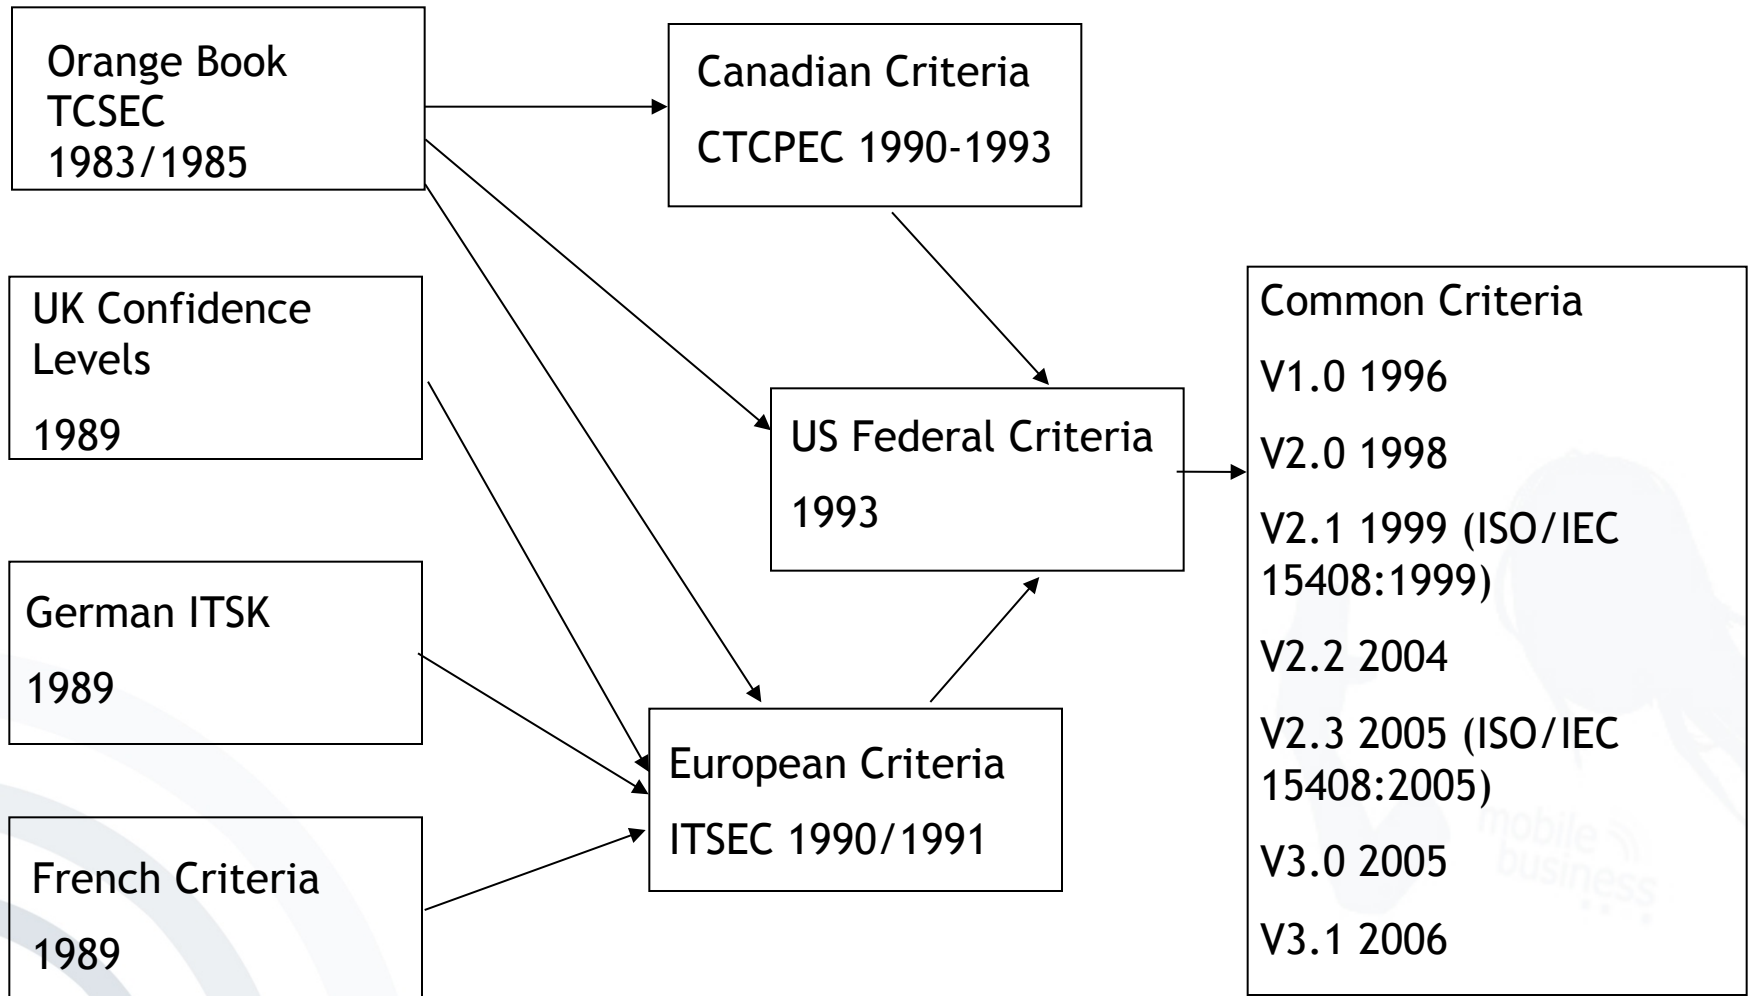 Orange Book
TCSEC
1983/1985
Canadian Criteria
CTCPEC 1990-1993
UK Confidence
Levels
1989
US Federal Criteria
1993
German ITSK
1989
European Criteria
ITSEC 1990/1991
French Criteria
1989
Common Criteria
V1.0 1996
V2.0 1998
V2.1 1999 (ISO/IEC
15408:1999)
V2.2 2004
V2.3 2005 (ISO/IEC
15408:2005)
V3.0 2005
V3.1 2006
mobile
business